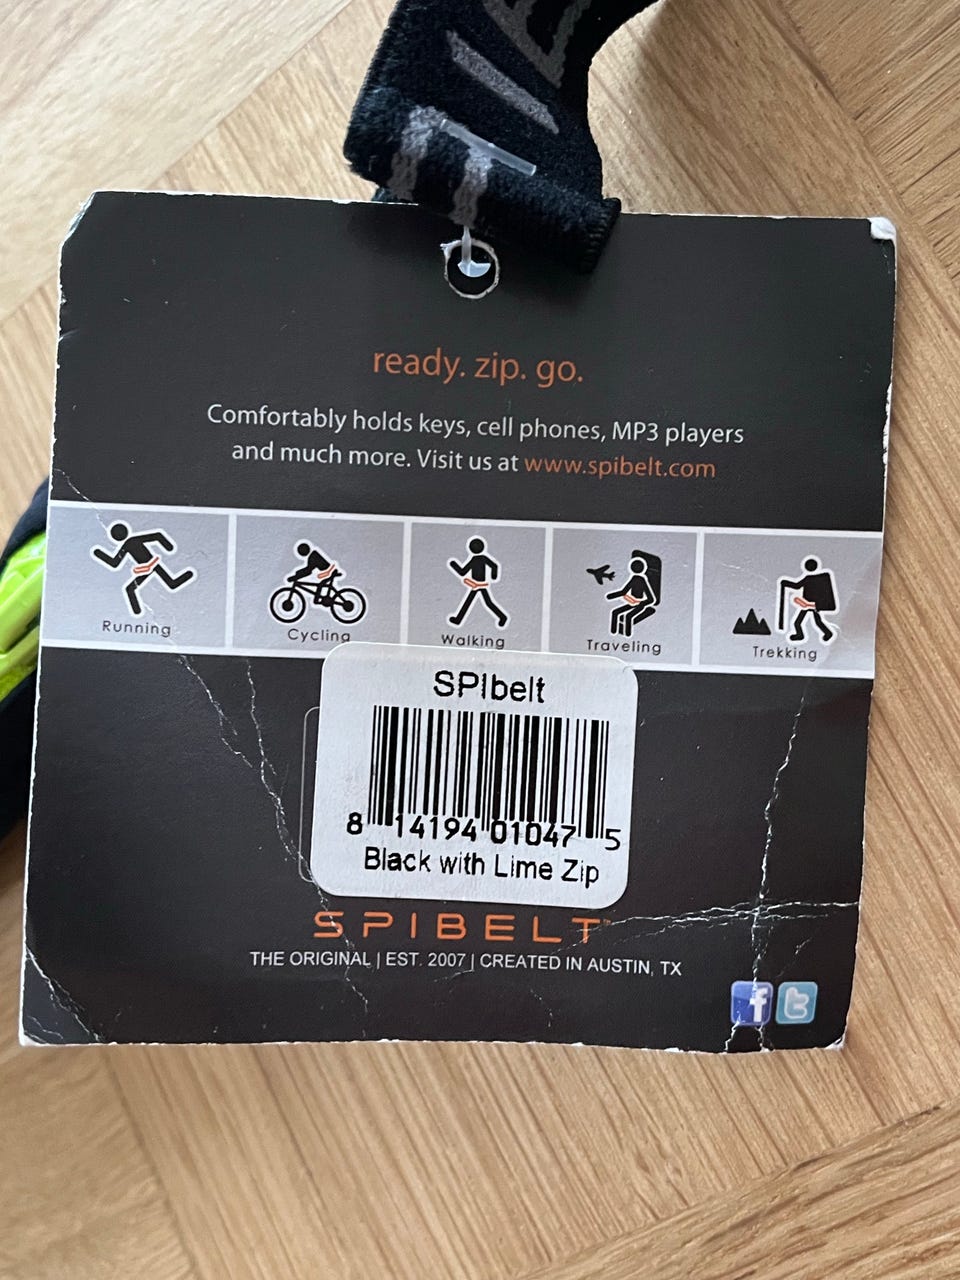 ready. zip. go.
Comfortably holds keys, cell phones, MP3 players
and much more. Visit us at www.spibelt.com
Running
Cycling
Walking
Traveling
Trekking
SPIbelt
8 14194 01047 5
Black with Lime Zip
SPIBELT™
THE ORIGINAL | EST. 2007 | CREATED IN AUSTIN, TX
f t